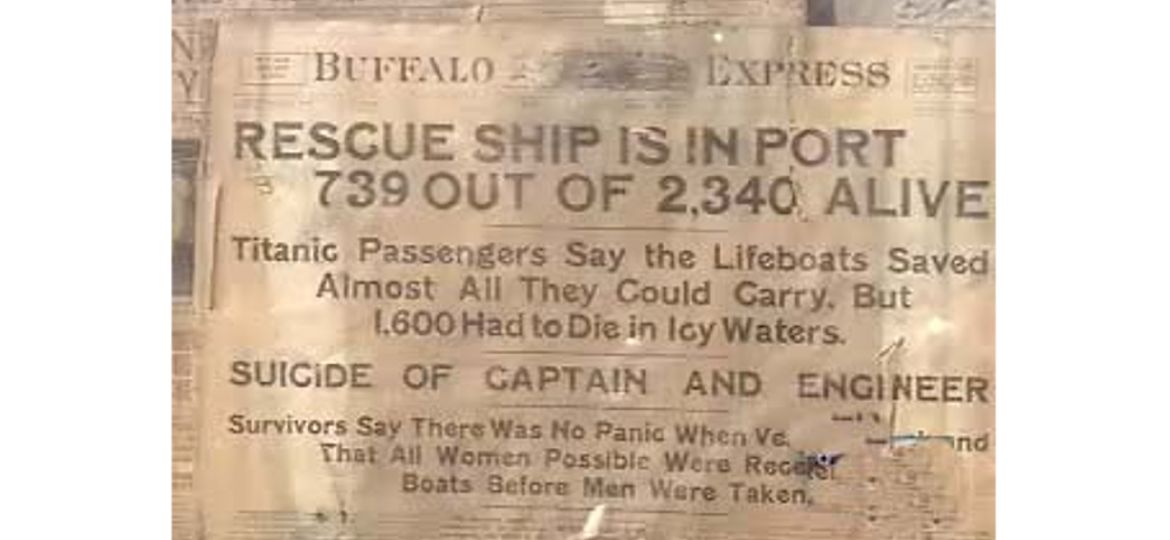 BUFFALO EXPRESS
RESCUE SHIP IS IN PORT
739 OUT OF 2,340 ALIVE
Titanic Passengers Say the Lifeboats Saved
Almost All They Could Carry. But
1,600 Had to Die in Icy Waters.
SUICIDE OF CAPTAIN AND ENGINEER
Survivors Say There Was No Panic When and
That All Women Possible Were
Boats Before Men Were Taken.